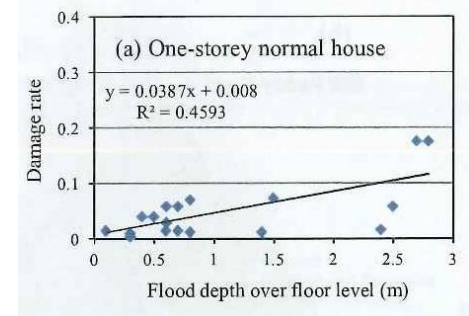 0.4
(a) One-storey normal house
0.3
y = 0.0387x + 0.008
R² = 0.4593
0.2
0.1
0
Damage rate
0 0.5 1 1.5 2 2.5 3
Flood depth over floor level (m)